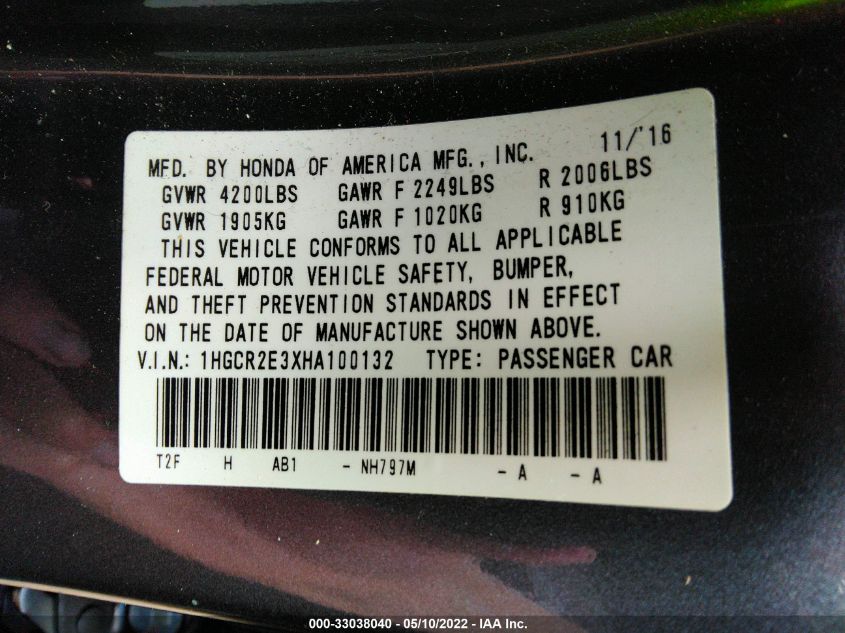 11/'16
MFD. BY HONDA OF AMERICA MFG., INC.
GVWR 4200LBS GAWR F 2249LBS R 2006LBS
GVWR 1905KG GAWR F 1020KG R 910KG
THIS VEHICLE CONFORMS TO ALL APPLICABLE
FEDERAL MOTOR VEHICLE SAFETY, BUMPER,
AND THEFT PREVENTION STANDARDS IN EFFECT
ON THE DATE OF MANUFACTURE SHOWN ABOVE.
V.I.N.: 1HGCR2E3XHA100132 TYPE: PASSENGER CAR
T2F H AB1 - NH797M - A - A
000-33038040 - 05/10/2022 - IAA Inc.